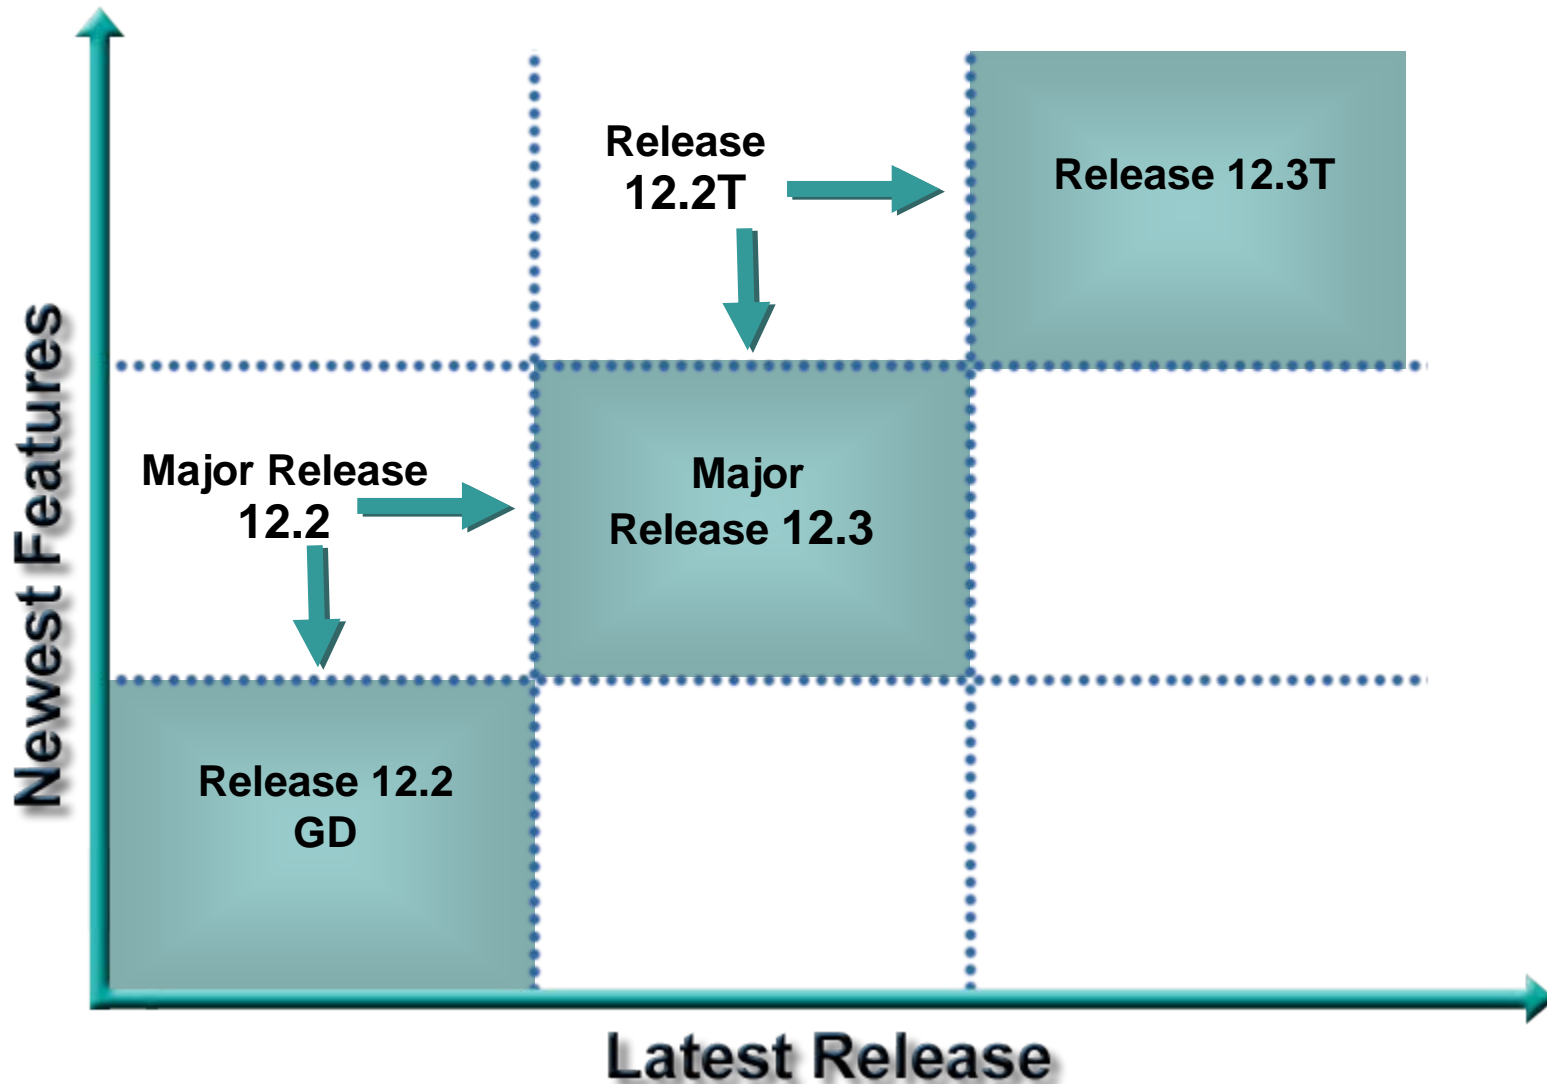 Newest Features
Release
12.2T
Release 12.3T
Major Release
12.2
Major
Release 12.3
Release 12.2
GD
Latest Release